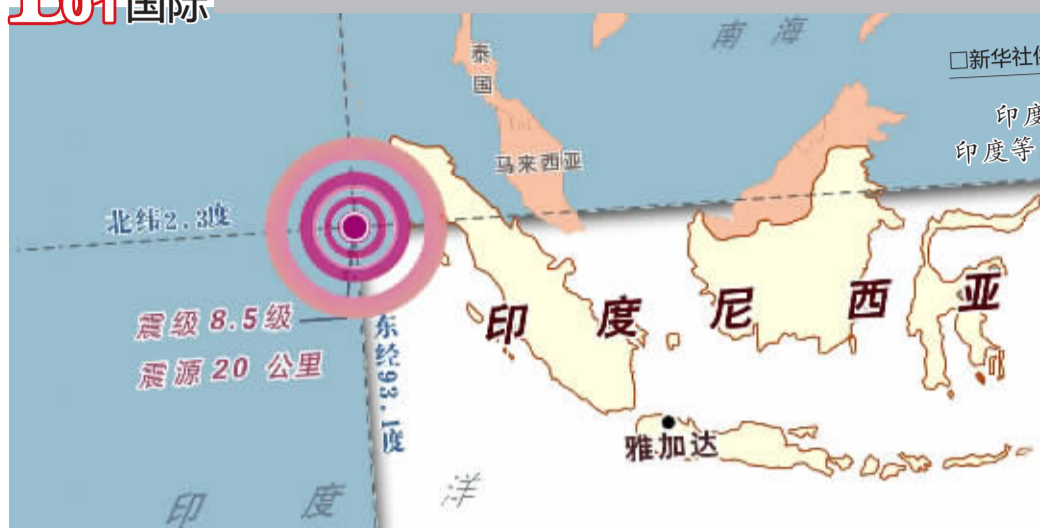 国际
南 海
泰国
□新华社
印度
马来西亚
印度等
北纬2.3度
震级 8.5级
震源 20 公里
东经93.1度
印 度 尼 西 亚
雅加达
印 度 洋